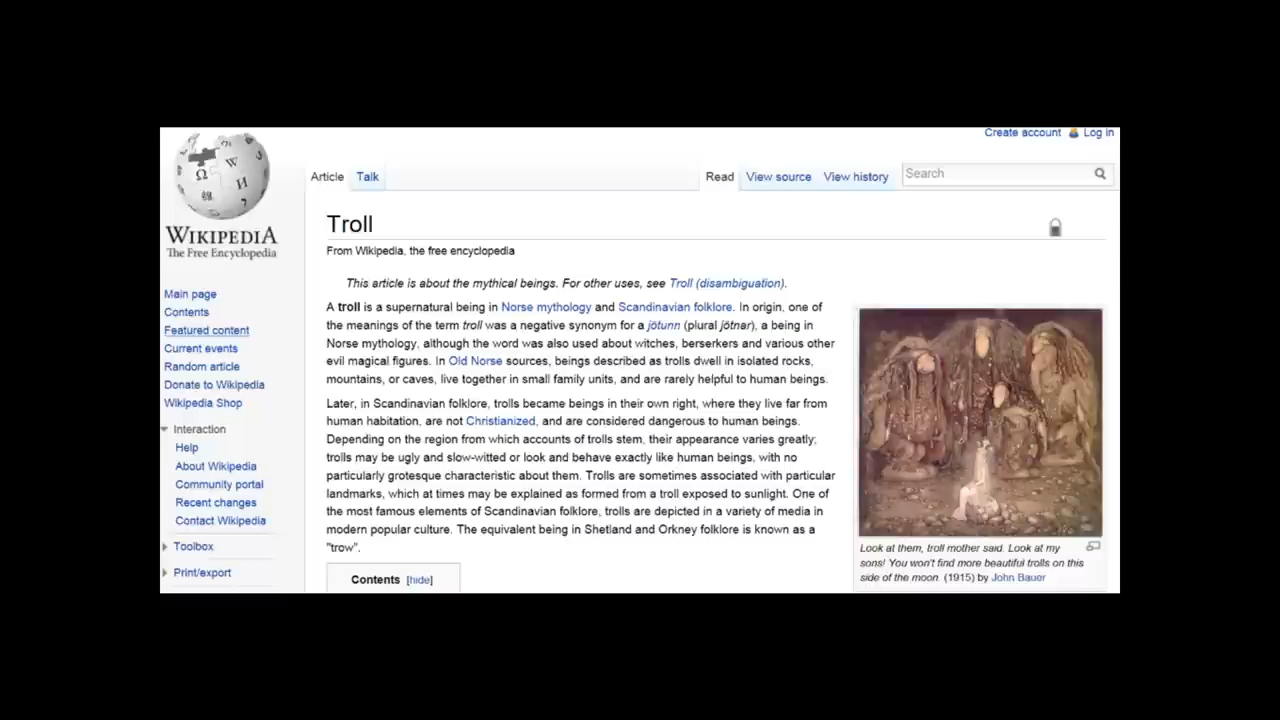 Create account Log in
Article Talk Read View source View history Search
WIKIPEDIA
The Free Encyclopedia
Main page
Contents
Featured content
Current events
Random article
Donate to Wikipedia
Wikipedia Shop
Interaction
Help
About Wikipedia
Community portal
Recent changes
Contact Wikipedia
Toolbox
Print/export
Troll
From Wikipedia, the free encyclopedia
This article is about the mythical beings. For other uses, see Troll (disambiguation).
A troll is a supernatural being in Norse mythology and Scandinavian folklore. In origin, one of
the meanings of the term troll was a negative synonym for a jötunn (plural jötnar), a being in
Norse mythology, although the word was also used about witches, berserkers and various other
evil magical figures. In Old Norse sources, beings described as trolls dwell in isolated rocks,
mountains, or caves, live together in small family units, and are rarely helpful to human beings.
Later, in Scandinavian folklore, trolls became beings in their own right, where they live far from
human habitation, are not Christianized, and are considered dangerous to human beings.
Depending on the region from which accounts of trolls stem, their appearance varies greatly;
trolls may be ugly and slow-witted or look and behave exactly like human beings, with no
particularly grotesque characteristic about them. Trolls are sometimes associated with particular
landmarks, which at times may be explained as formed from a troll exposed to sunlight. One of
the most famous elements of Scandinavian folklore, trolls are depicted in a variety of media in
modern popular culture. The equivalent being in Shetland and Orkney folklore is known as a
"trow".
Contents [hide]
Look at them, troll mother said. Look at my
sons! You won't find more beautiful trolls on this
side of the moon. (1915) by John Bauer